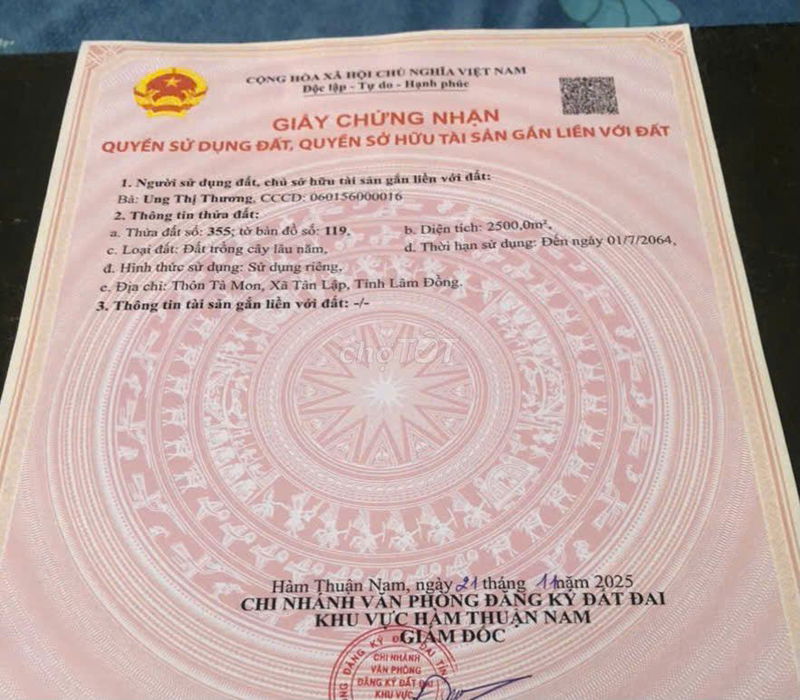 CỘNG HÒA XÃ HỘI CHỦ NGHĨA VIỆT NAM
Độc lập - Tự do - Hạnh phúc
GIẤY CHỨNG NHẬN
QUYỀN SỬ DỤNG ĐẤT, QUYỀN SỞ HỮU TÀI SẢN GẮN LIỀN VỚI ĐẤT
1. Người sử dụng đất, chủ sở hữu tài sản gắn liền với đất:
Bà: Ung Thị Thương, CCCD: 060156000016
2. Thông tin thửa đất:
a. Thửa đất số: 355; tờ bản đồ số: 119, b. Diện tích: 2500,0m²,
c. Loại đất: Đất trồng cây lâu năm, d. Thời hạn sử dụng: Đến ngày 01/7/2064,
đ. Hình thức sử dụng: Sử dụng riêng,
e. Địa chỉ: Thôn Tà Mon, Xã Tân Lập, Tỉnh Lâm Đồng.
3. Thông tin tài sản gắn liền với đất: -/-
chợTỐT
Hàm Thuận Nam, ngày 21 tháng 11 năm 2025
CHI NHÁNH VĂN PHÒNG ĐĂNG KÝ ĐẤT ĐAI
KHU VỰC HÀM THUẬN NAM
GIÁM ĐỐC
CHI NHÁNH
VĂN PHÒNG
ĐĂNG KÝ ĐẤT ĐAI
KHU VỰC